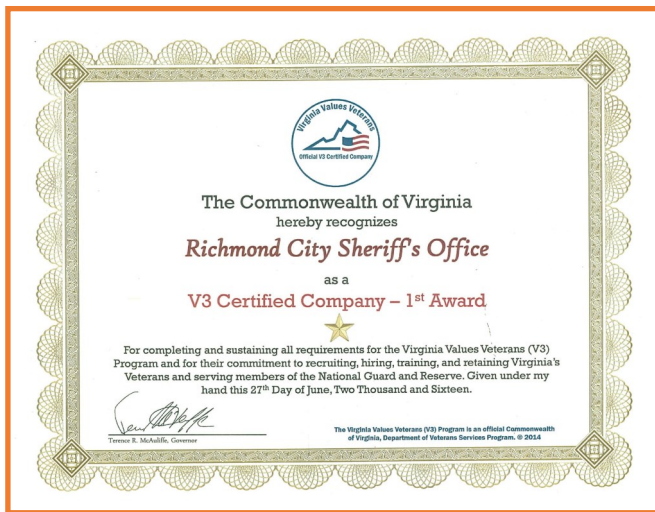 Virginia Values Veterans
Official V3 Certified Company
The Commonwealth of Virginia
hereby recognizes
Richmond City Sheriff's Office
as a
V3 Certified Company – 1st Award
For completing and sustaining all requirements for the Virginia Values Veterans (V3)
Program and for their commitment to recruiting, hiring, training, and retaining Virginia's
Veterans and serving members of the National Guard and Reserve. Given under my
hand this 27th Day of June, Two Thousand and Sixteen.
Terence R. McAuliffe, Governor
The Virginia Values Veterans (V3) Program is an official Commonwealth
of Virginia, Department of Veterans Services Program. © 2014